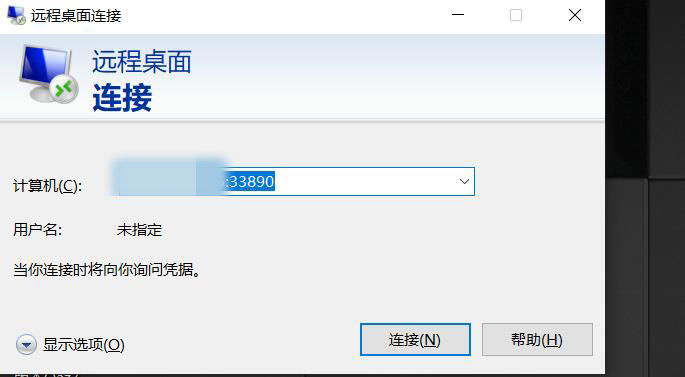 远程桌面连接
远程桌面
连接
计算机(C):
:33890
用户名:
未指定
当你连接时将向你询问凭据。
显示选项(O)
连接(N)
帮助(H)